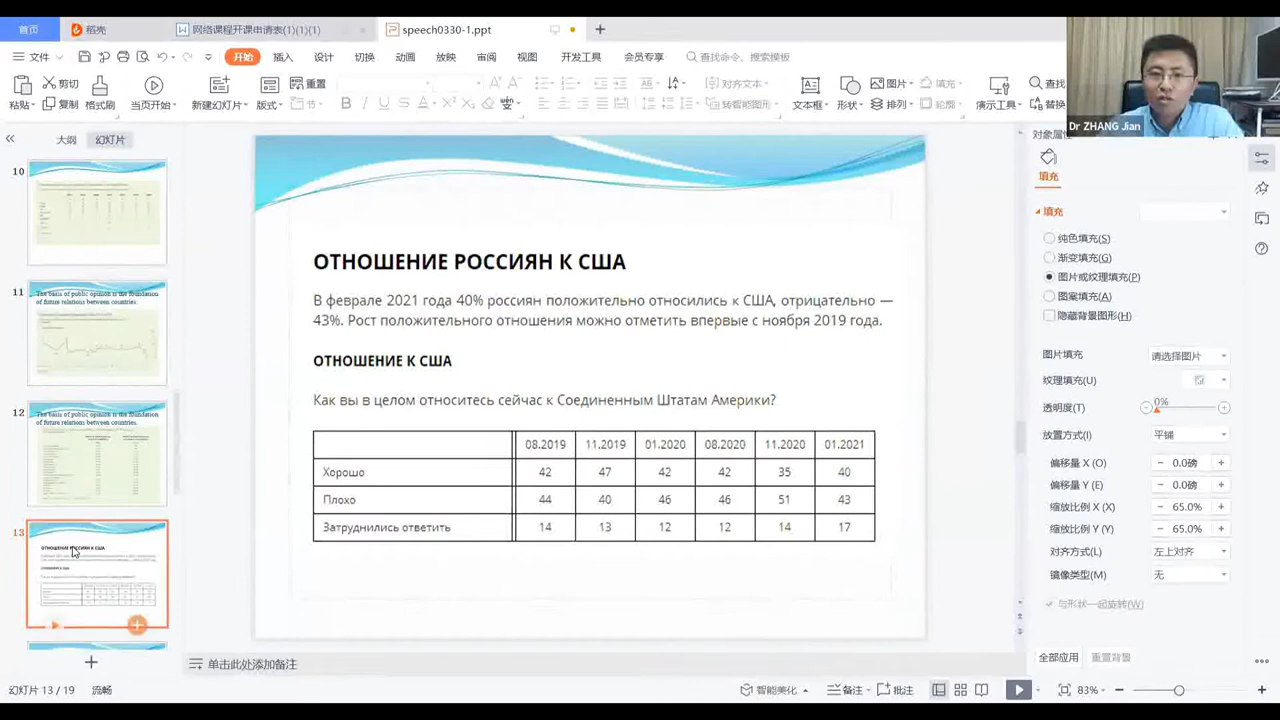 首页
稻壳
网络课程开课申请表(1)(1)(1)
speech0330-1.ppt
文件
开始
插入
设计
切换
动画
放映
审阅
视图
开发工具
会员专享
查找命令、搜索模板
粘贴
剪切
复制
格式刷
当页开始
新建幻灯片
版式
重置
对齐文本
转智能图形
文本框
形状
图片
排列
填充
轮廓
演示工具
查找
替换
Dr ZHANG Jian
大纲
幻灯片
10
11
The basis of public opinion is the foundation
of future relations between countries.
12
The basis of public opinion is the foundation
of future relations between countries.
13
ОТНОШЕНИЕ РОССИЯН К США
ОТНОШЕНИЕ К США
ОТНОШЕНИЕ РОССИЯН К США
В феврале 2021 года 40% россиян положительно относились к США, отрицательно —
43%. Рост положительного отношения можно отметить впервые с ноября 2019 года.
ОТНОШЕНИЕ К США
Как вы в целом относитесь сейчас к Соединенным Штатам Америки?
08.2019 11.2019 01.2020 08.2020 11.2020 01.2021
Хорошо 42 47 42 42 35 40
Плохо 44 40 46 46 51 43
Затруднились ответить 14 13 12 12 14 17
单击此处添加备注
对象属性
填充
填充
纯色填充(S)
渐变填充(G)
图片或纹理填充(P)
图案填充(A)
隐藏背景图形(H)
图片填充 请选择图片
纹理填充(U)
透明度(T) 0%
放置方式(I) 平铺
偏移量 X (O) － 0.0磅 +
偏移量 Y (E) － 0.0磅 +
缩放比例 X (X) － 65.0% +
缩放比例 Y (Y) － 65.0% +
对齐方式(L) 左上对齐
镜像类型(M) 无
与形状一起旋转(W)
全部应用 重置背景
幻灯片 13 / 19 流畅
智能美化
备注
批注
83%